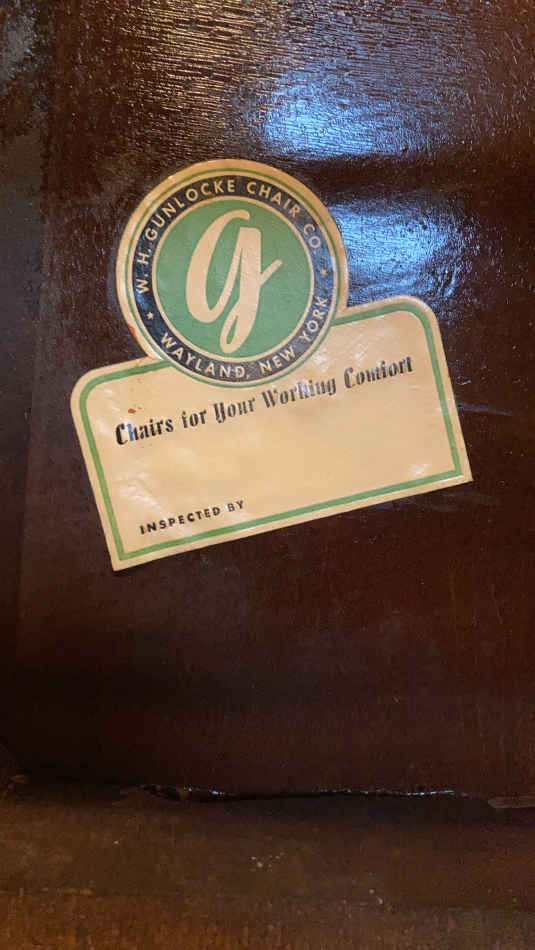 W. H. GUNLOCKE CHAIR CO.
g
★ WAYLAND, NEW YORK ★
Chairs for Your Working Comfort
INSPECTED BY